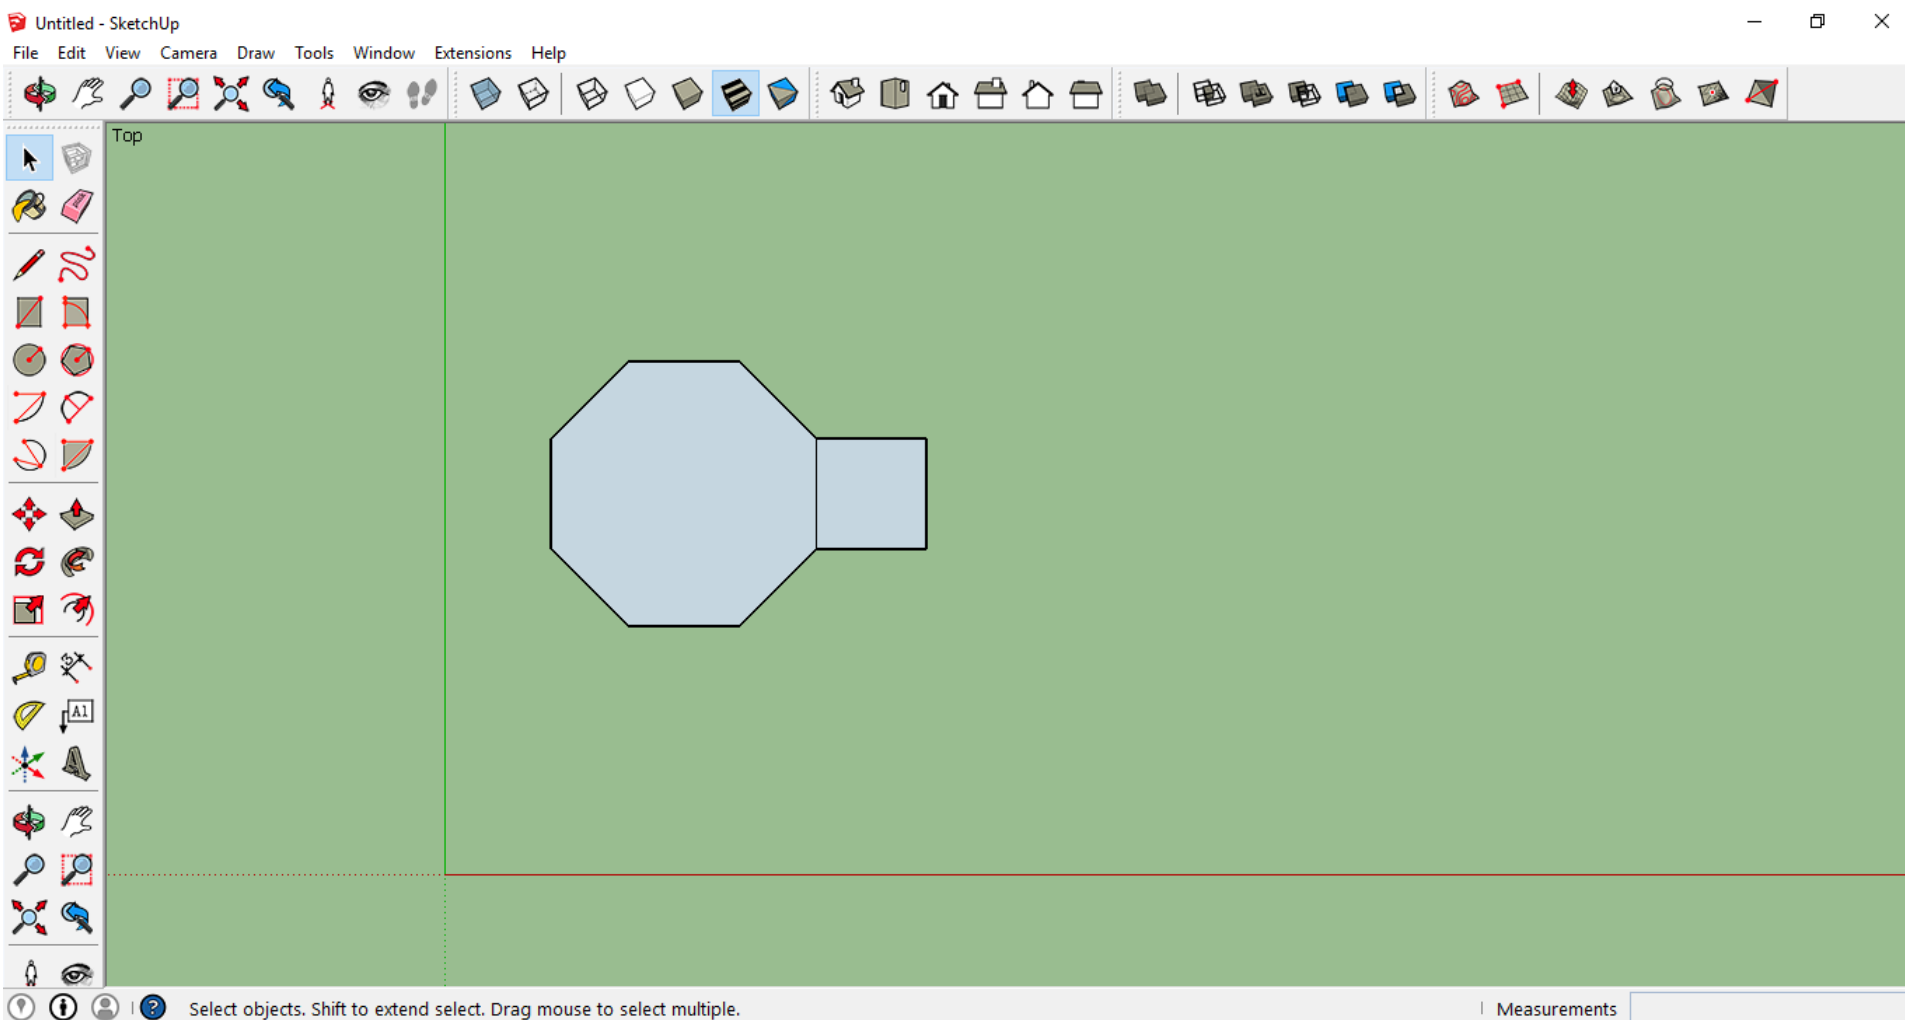 Untitled - SketchUp
File Edit View Camera Draw Tools Window Extensions Help
Top
A1
Select objects. Shift to extend select. Drag mouse to select multiple.
Measurements